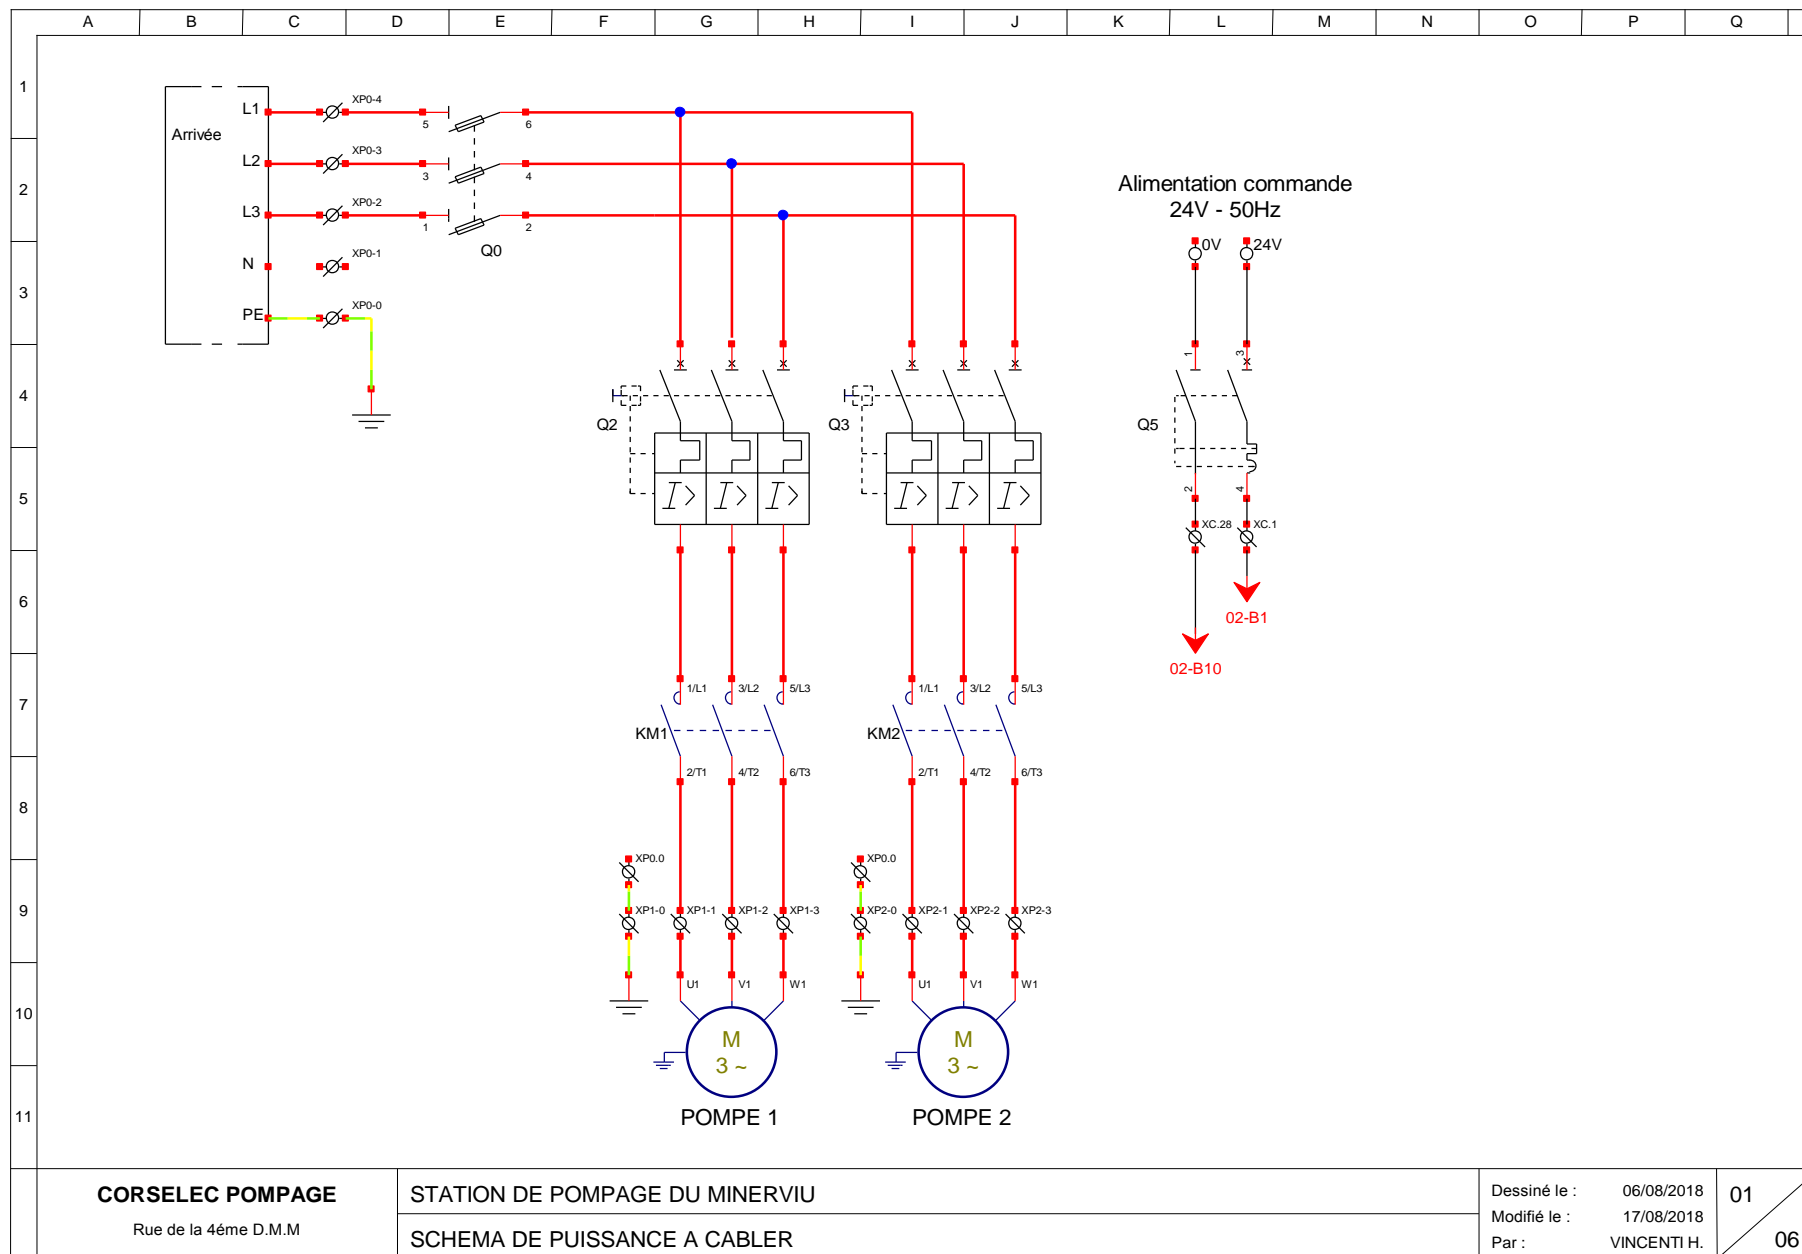 A B C D E F G H I J K L M N O P Q
1
2
3
4
5
6
7
8
9
10
11
Arrivée
L1 XP0-4 5 6
L2 XP0-3 3 4
L3 XP0-2 1 2
Q0
N XP0-1
PE XP0-0
Alimentation commande
24V - 50Hz
0V 24V
1 3
Q2 Q3 Q5
I> I> I> I> I> I>
2 4
XC.28 XC.1
02-B1
02-B10
1/L1 3/L2 5/L3 1/L1 3/L2 5/L3
KM1 KM2
2/T1 4/T2 6/T3 2/T1 4/T2 6/T3
XP0.0 XP0.0
XP1-0 XP1-1 XP1-2 XP1-3 XP2-0 XP2-1 XP2-2 XP2-3
U1 V1 W1 U1 V1 W1
M M
3 ~ 3 ~
POMPE 1 POMPE 2
CORSELEC POMPAGE
Rue de la 4éme D.M.M
STATION DE POMPAGE DU MINERVIU
SCHEMA DE PUISSANCE A CABLER
Dessiné le : 06/08/2018
Modifié le : 17/08/2018
Par : VINCENTI H.
01
06